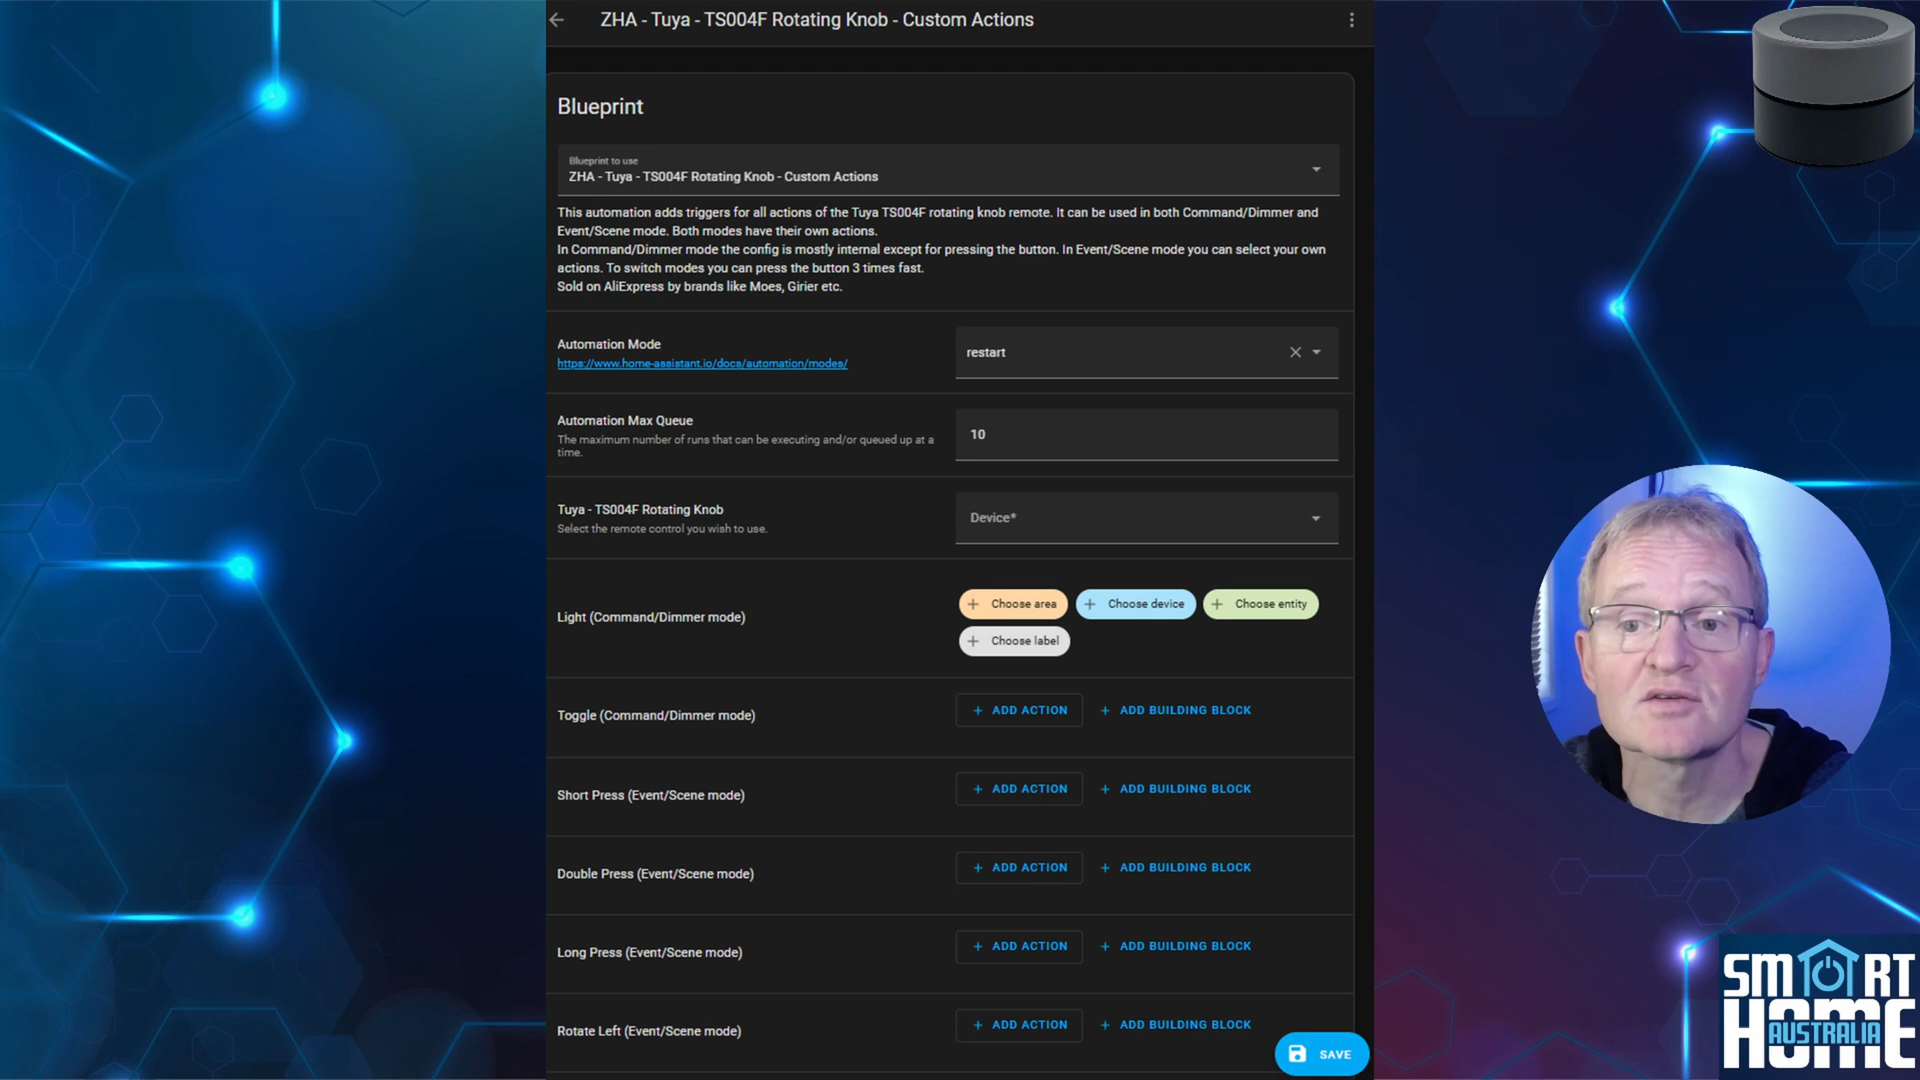 ZHA - Tuya - TS004F Rotating Knob - Custom Actions
Blueprint
Blueprint to use
ZHA - Tuya - TS004F Rotating Knob - Custom Actions
This automation adds triggers for all actions of the Tuya TS004F rotating knob remote. It can be used in both Command/Dimmer and
Event/Scene mode. Both modes have their own actions.
In Command/Dimmer mode the config is mostly internal except for pressing the button. In Event/Scene mode you can select your own
actions. To switch modes you can press the button 3 times fast.
Sold on AliExpress by brands like Moes, Girier etc.
Automation Mode
https://www.home-assistant.io/docs/automation/modes/
restart
Automation Max Queue
The maximum number of runs that can be executing and/or queued up at a
time.
10
Tuya - TS004F Rotating Knob
Select the remote control you wish to use.
Device*
Light (Command/Dimmer mode)
+ Choose area + Choose device + Choose entity
+ Choose label
Toggle (Command/Dimmer mode)
+ ADD ACTION + ADD BUILDING BLOCK
Short Press (Event/Scene mode)
+ ADD ACTION + ADD BUILDING BLOCK
Double Press (Event/Scene mode)
+ ADD ACTION + ADD BUILDING BLOCK
Long Press (Event/Scene mode)
+ ADD ACTION + ADD BUILDING BLOCK
Rotate Left (Event/Scene mode)
+ ADD ACTION + ADD BUILDING BLOCK
SAVE
SMART
HOME
AUSTRALIA